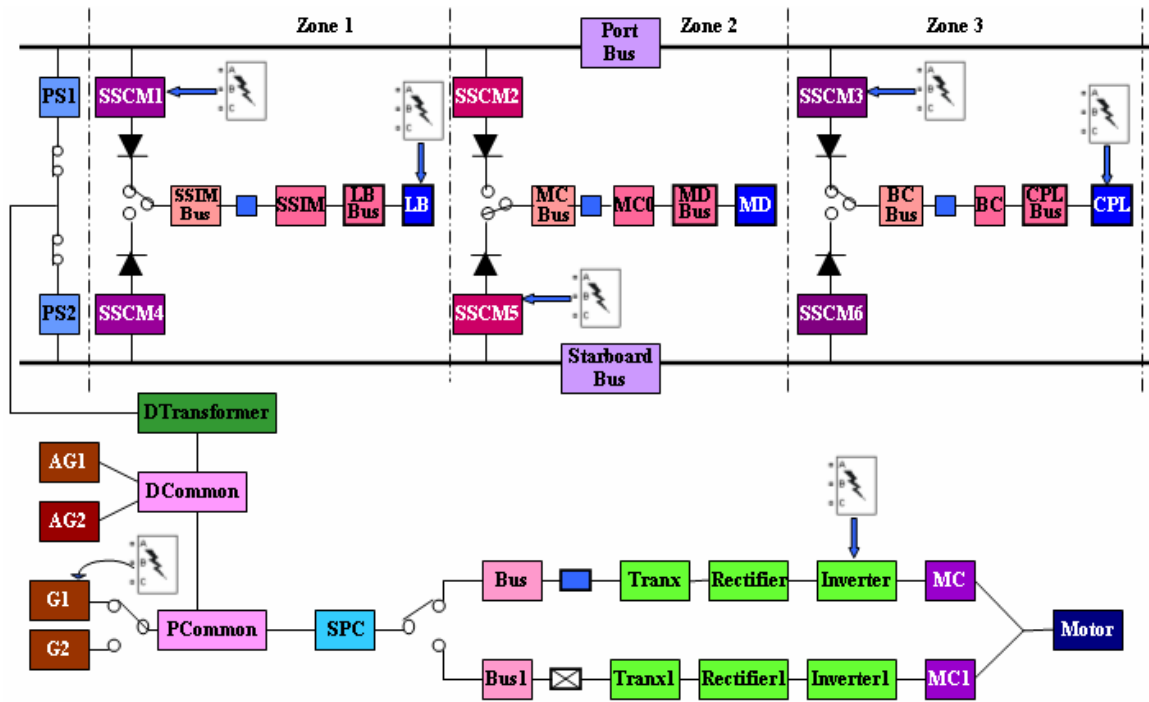 Zone 1
Zone 2
Zone 3
Port
Bus
PS1
SSCM1
A
B
C
A
B
C
SSCM2
SSCM3
A
B
C
A
B
C
SSIM
Bus
SSIM
LB
Bus
LB
MC
Bus
MC0
MD
Bus
MD
BC
Bus
BC
CPL
Bus
CPL
PS2
SSCM4
SSCM5
A
B
C
SSCM6
Starboard
Bus
DTransformer
AG1
DCommon
AG2
A
B
C
A
B
C
G1
G2
PCommon
SPC
Bus
Tranx
Rectifier
Inverter
MC
Motor
Bus1
Tranx1
Rectifier1
Inverter1
MC1